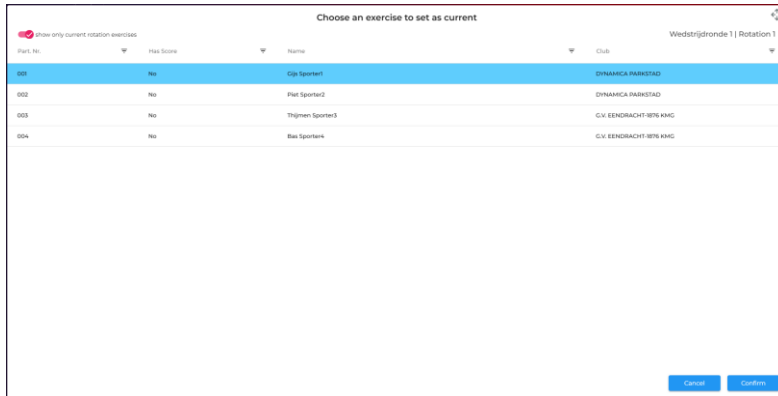 Choose an exercise to set as current
show only current rotation exercises
Wedstrijdronde 1 | Rotation 1
Part. Nr. Has Score Name Club
001 No Gijs Sporter1 DYNAMICA PARKSTAD
002 No Piet Sporter2 DYNAMICA PARKSTAD
003 No Thijmen Sporter3 G.V. EENDRACHT-1876 KMG
004 No Bas Sporter4 G.V. EENDRACHT-1876 KMG
Cancel Confirm